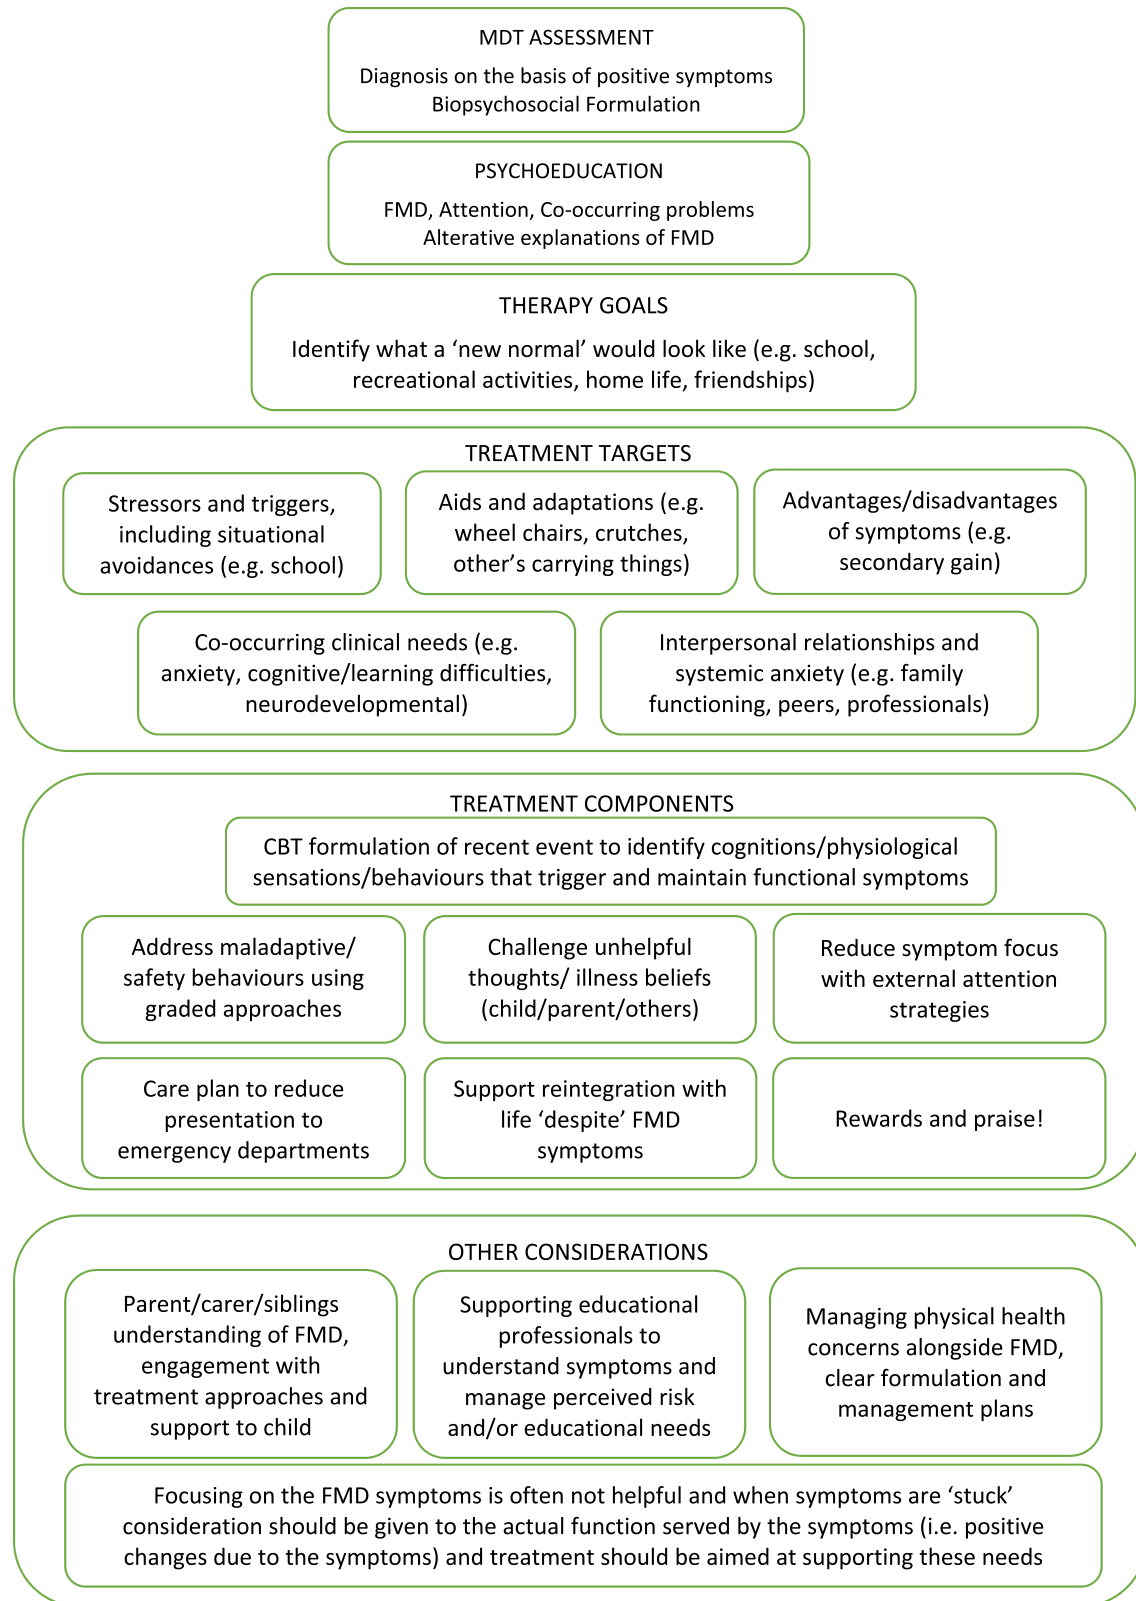 MDT ASSESSMENT
Diagnosis on the basis of positive symptoms
Biopsychosocial Formulation
PSYCHOEDUCATION
FMD, Attention, Co-occurring problems
Alterative explanations of FMD
THERAPY GOALS
Identify what a ‘new normal’ would look like (e.g. school,
recreational activities, home life, friendships)
TREATMENT TARGETS
Stressors and triggers,
including situational
avoidances (e.g. school)
Aids and adaptations (e.g.
wheel chairs, crutches,
other’s carrying things)
Advantages/disadvantages
of symptoms (e.g.
secondary gain)
Co-occurring clinical needs (e.g.
anxiety, cognitive/learning difficulties,
neurodevelopmental)
Interpersonal relationships and
systemic anxiety (e.g. family
functioning, peers, professionals)
TREATMENT COMPONENTS
CBT formulation of recent event to identify cognitions/physiological
sensations/behaviours that trigger and maintain functional symptoms
Address maladaptive/
safety behaviours using
graded approaches
Challenge unhelpful
thoughts/ illness beliefs
(child/parent/others)
Reduce symptom focus
with external attention
strategies
Care plan to reduce
presentation to
emergency departments
Support reintegration with
life ‘despite’ FMD
symptoms
Rewards and praise!
OTHER CONSIDERATIONS
Parent/carer/siblings
understanding of FMD,
engagement with
treatment approaches and
support to child
Supporting educational
professionals to
understand symptoms and
manage perceived risk
and/or educational needs
Managing physical health
concerns alongside FMD,
clear formulation and
management plans
Focusing on the FMD symptoms is often not helpful and when symptoms are ‘stuck’
consideration should be given to the actual function served by the symptoms (i.e. positive
changes due to the symptoms) and treatment should be aimed at supporting these needs